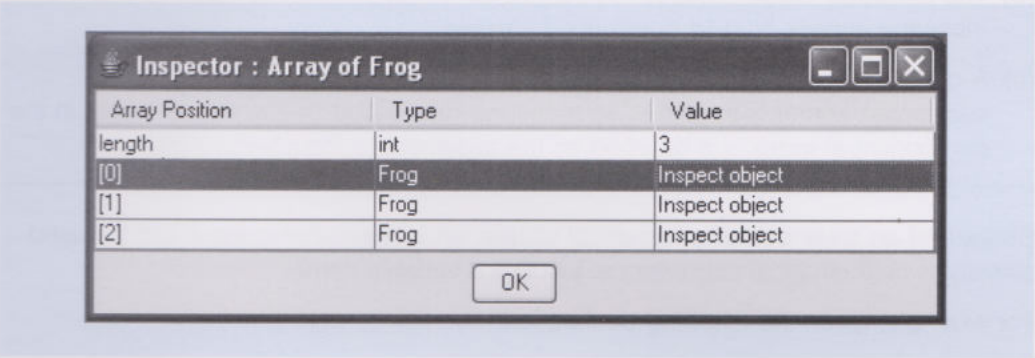 Inspector : Array of Frog
Array Position Type Value
length int 3
[0] Frog Inspect object
[1] Frog Inspect object
[2] Frog Inspect object
OK